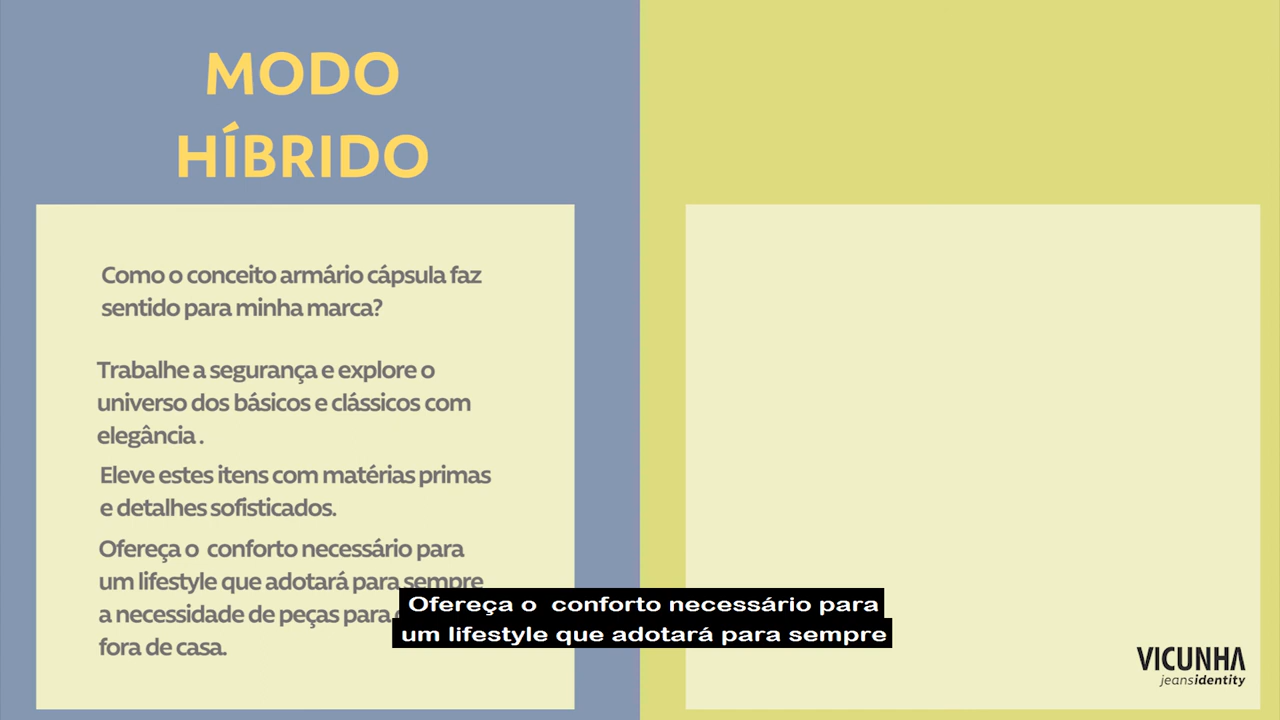 MODO
HÍBRIDO
Como o conceito armário cápsula faz
sentido para minha marca?
Trabalhe a segurança e explore o
universo dos básicos e clássicos com
elegância .
Eleve estes itens com matérias primas
e detalhes sofisticados.
Ofereça o  conforto necessário para
um lifestyle que adotará para sempre
a necessidade de peças para
fora de casa.
Ofereça o  conforto necessário para
um lifestyle que adotará para sempre
VICUNHA
jeansidentity